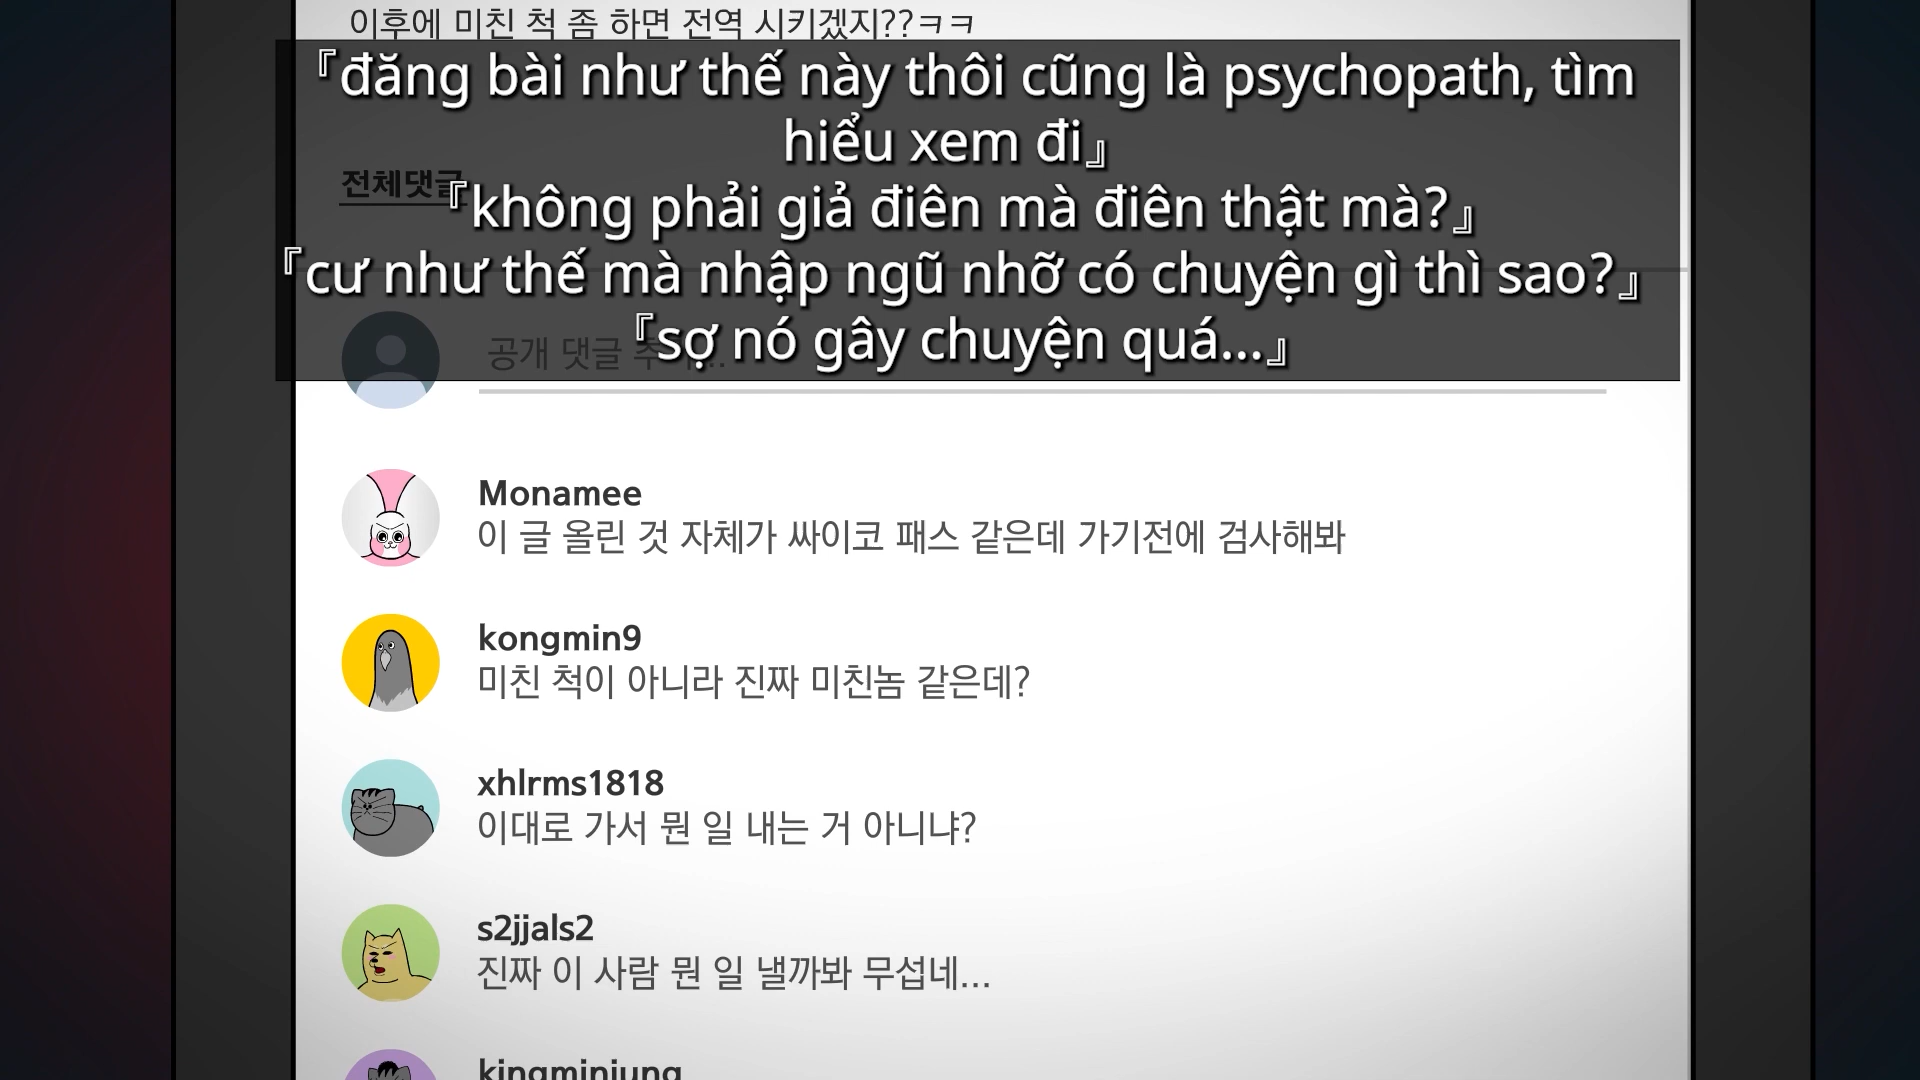 이후에 미친 척 좀 하면 전역 시키겠지??ㅋㅋ
『đăng bài như thế này thôi cũng là psychopath, tìm
hiểu xem đi』
전체댓글
『không phải giả điên mà điên thật mà?』
『cư như thế mà nhập ngũ nhỡ có chuyện gì thì sao?』
『sợ nó gây chuyện quá...』
공개 댓글
Monamee
이 글 올린 것 자체가 싸이코 패스 같은데 가기전에 검사해봐
kongmin9
미친 척이 아니라 진짜 미친놈 같은데?
xhlrms1818
이대로 가서 뭔 일 내는 거 아니냐?
s2jjals2
진짜 이 사람 뭔 일 낼까봐 무섭네...
kingminjung